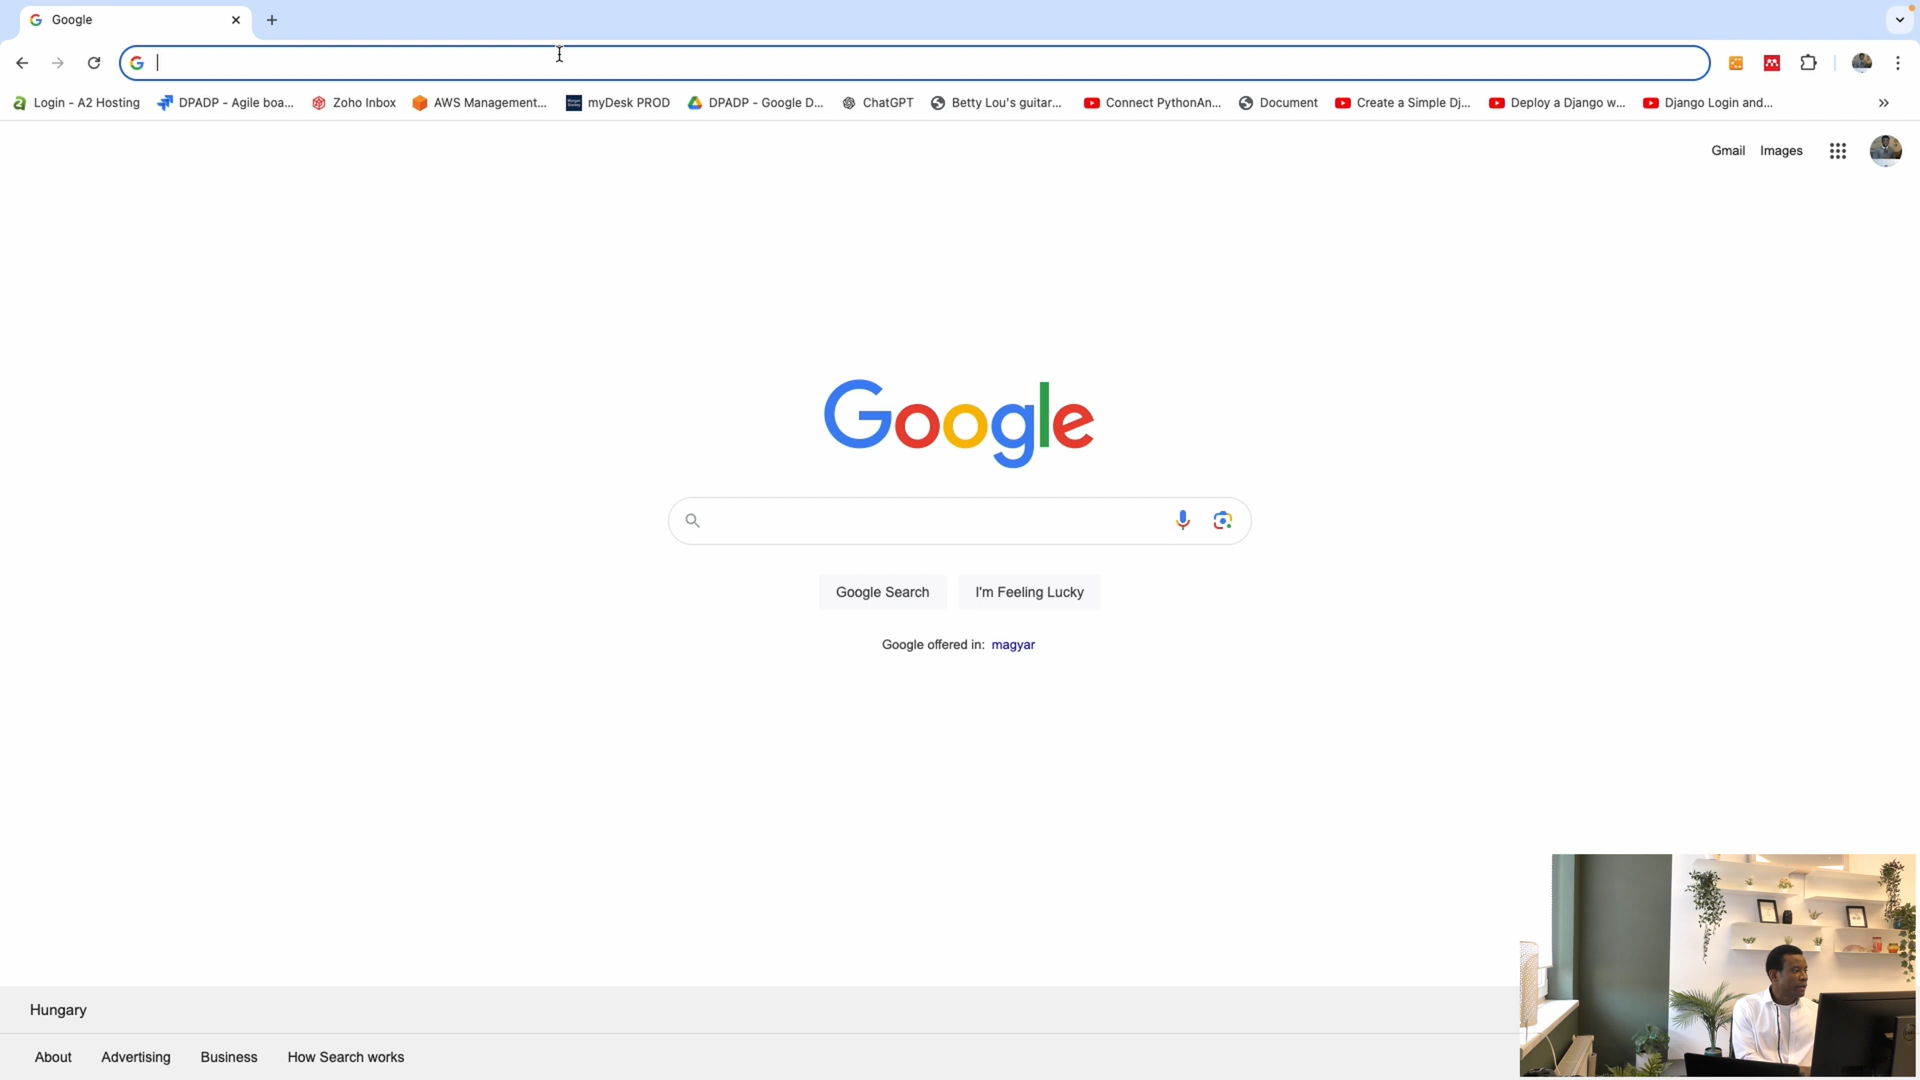 Google
Login - A2 Hosting
DPADP - Agile boa...
Zoho Inbox
AWS Management...
myDesk PROD
DPADP - Google D...
ChatGPT
Betty Lou's guitar...
Connect PythonAn...
Document
Create a Simple Dj...
Deploy a Django w...
Django Login and...
Gmail
Images
Google
Google Search
I'm Feeling Lucky
Google offered in: magyar
Hungary
About
Advertising
Business
How Search works